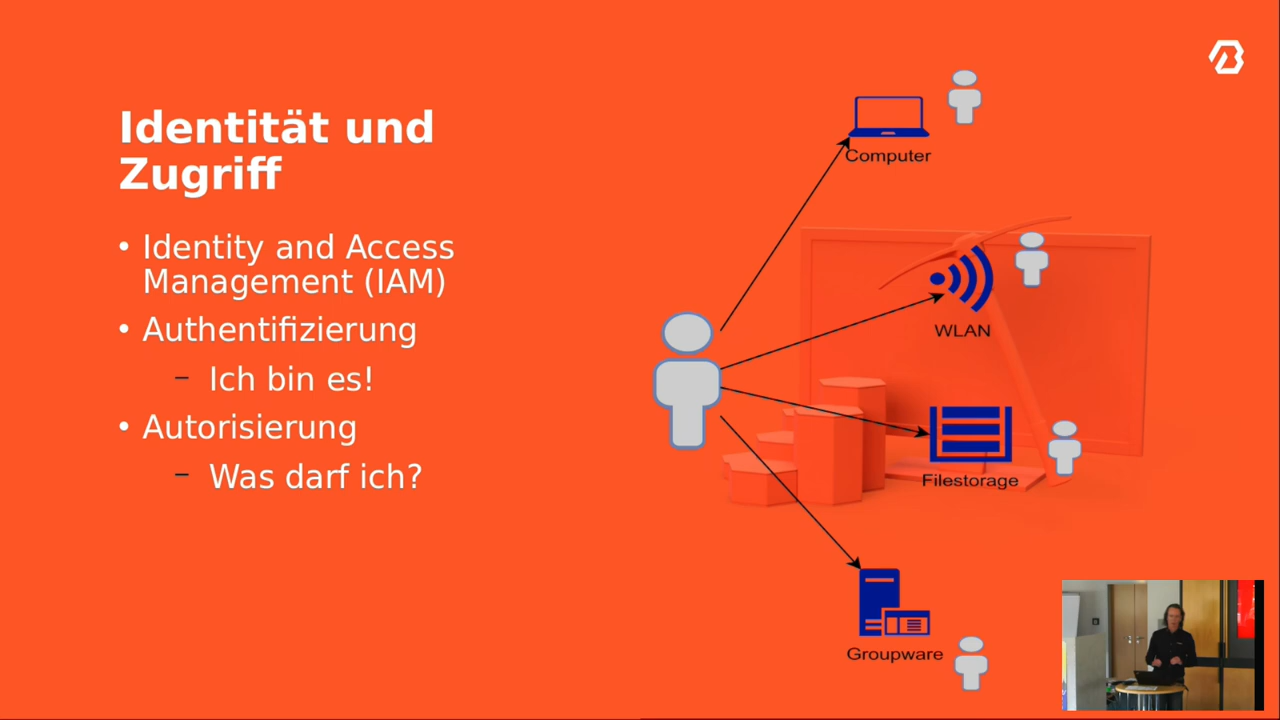 Identität und
Zugriff
• Identity and Access
Management (IAM)
• Authentifizierung
– Ich bin es!
• Autorisierung
– Was darf ich?
Computer
WLAN
Filestorage
Groupware